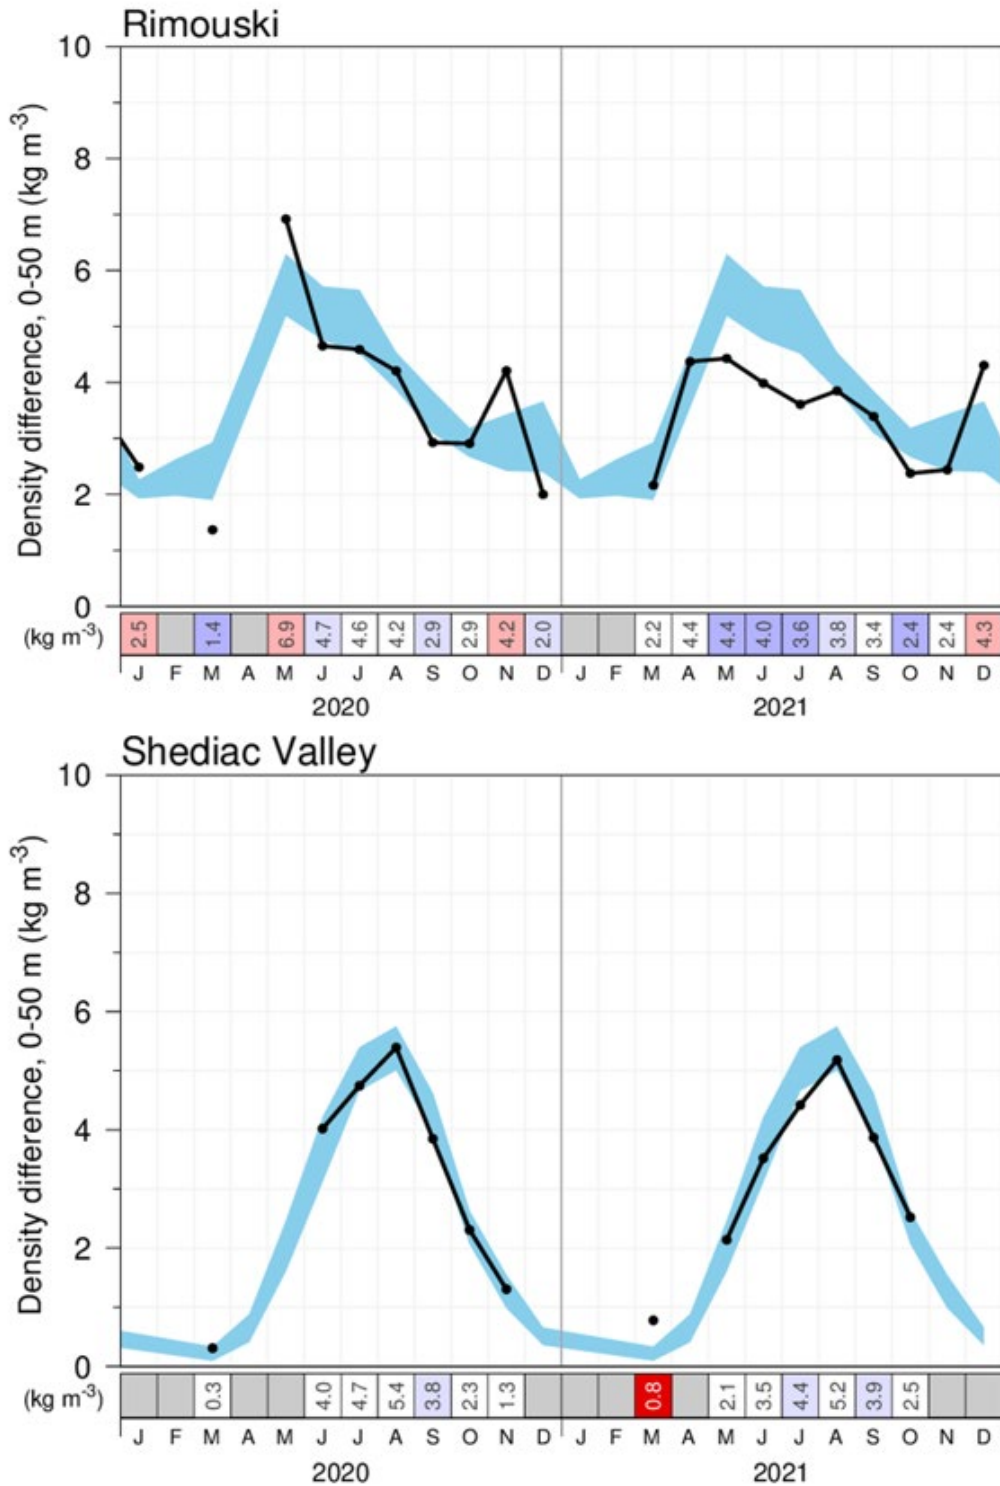 Rimouski
10
8
6
4
2
0
Density difference, 0-50 m (kg m-3)
(kg m-3) 2.5 1.4 6.9 4.7 4.6 4.2 2.9 2.9 4.2 2.0 2.2 4.4 4.4 4.0 3.6 3.8 3.4 2.4 2.4 4.3
J F M A M J J A S O N D J F M A M J J A S O N D
2020 2021
Shediac Valley
10
8
6
4
2
0
Density difference, 0-50 m (kg m-3)
(kg m-3) 0.3 4.0 4.7 5.4 3.8 2.3 1.3 0.8 2.1 3.5 4.4 5.2 3.9 2.5
J F M A M J J A S O N D J F M A M J J A S O N D
2020 2021